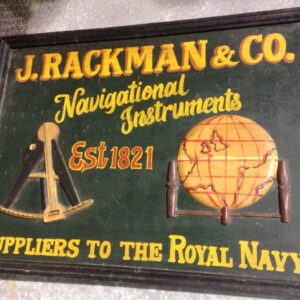 J. RACKMAN & CO.
Navigational
Instruments
Est 1821
UPPLIERS TO THE ROYAL NAVY